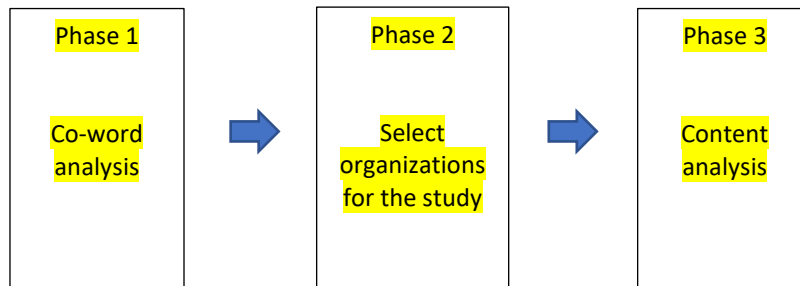 Phase 1
Co-word
analysis
Phase 2
Select
organizations
for the study
Phase 3
Content
analysis